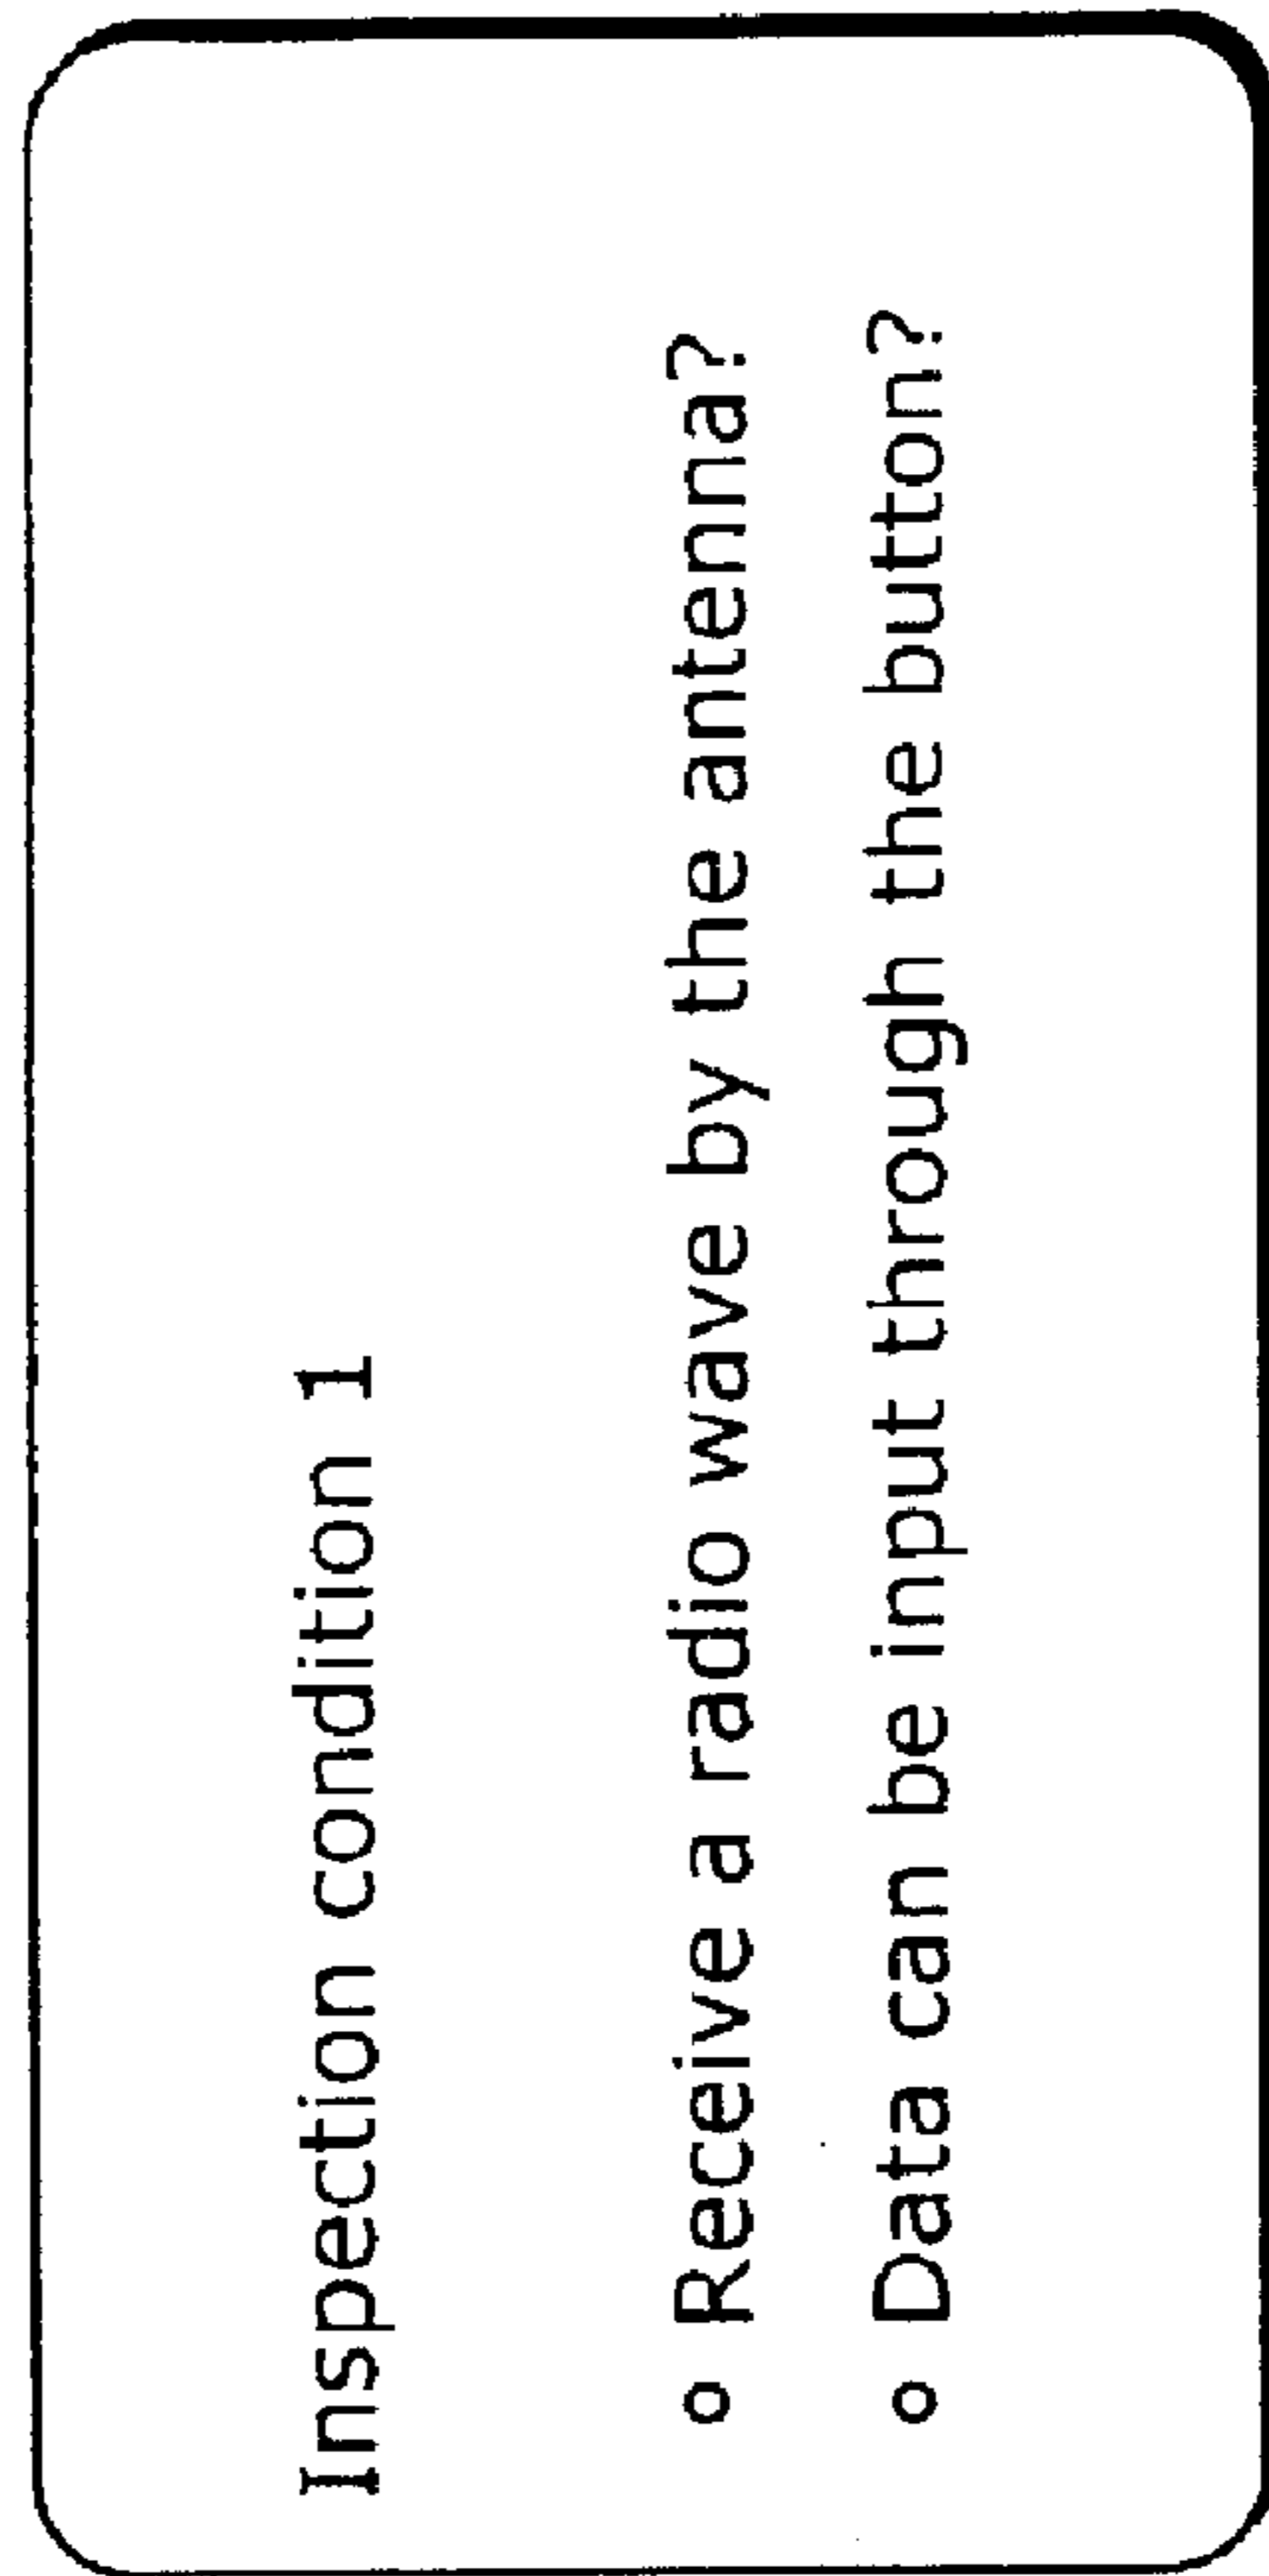 Inspection condition 1
o Receive a radio wave by the antenna?
o Data can be input through the button?